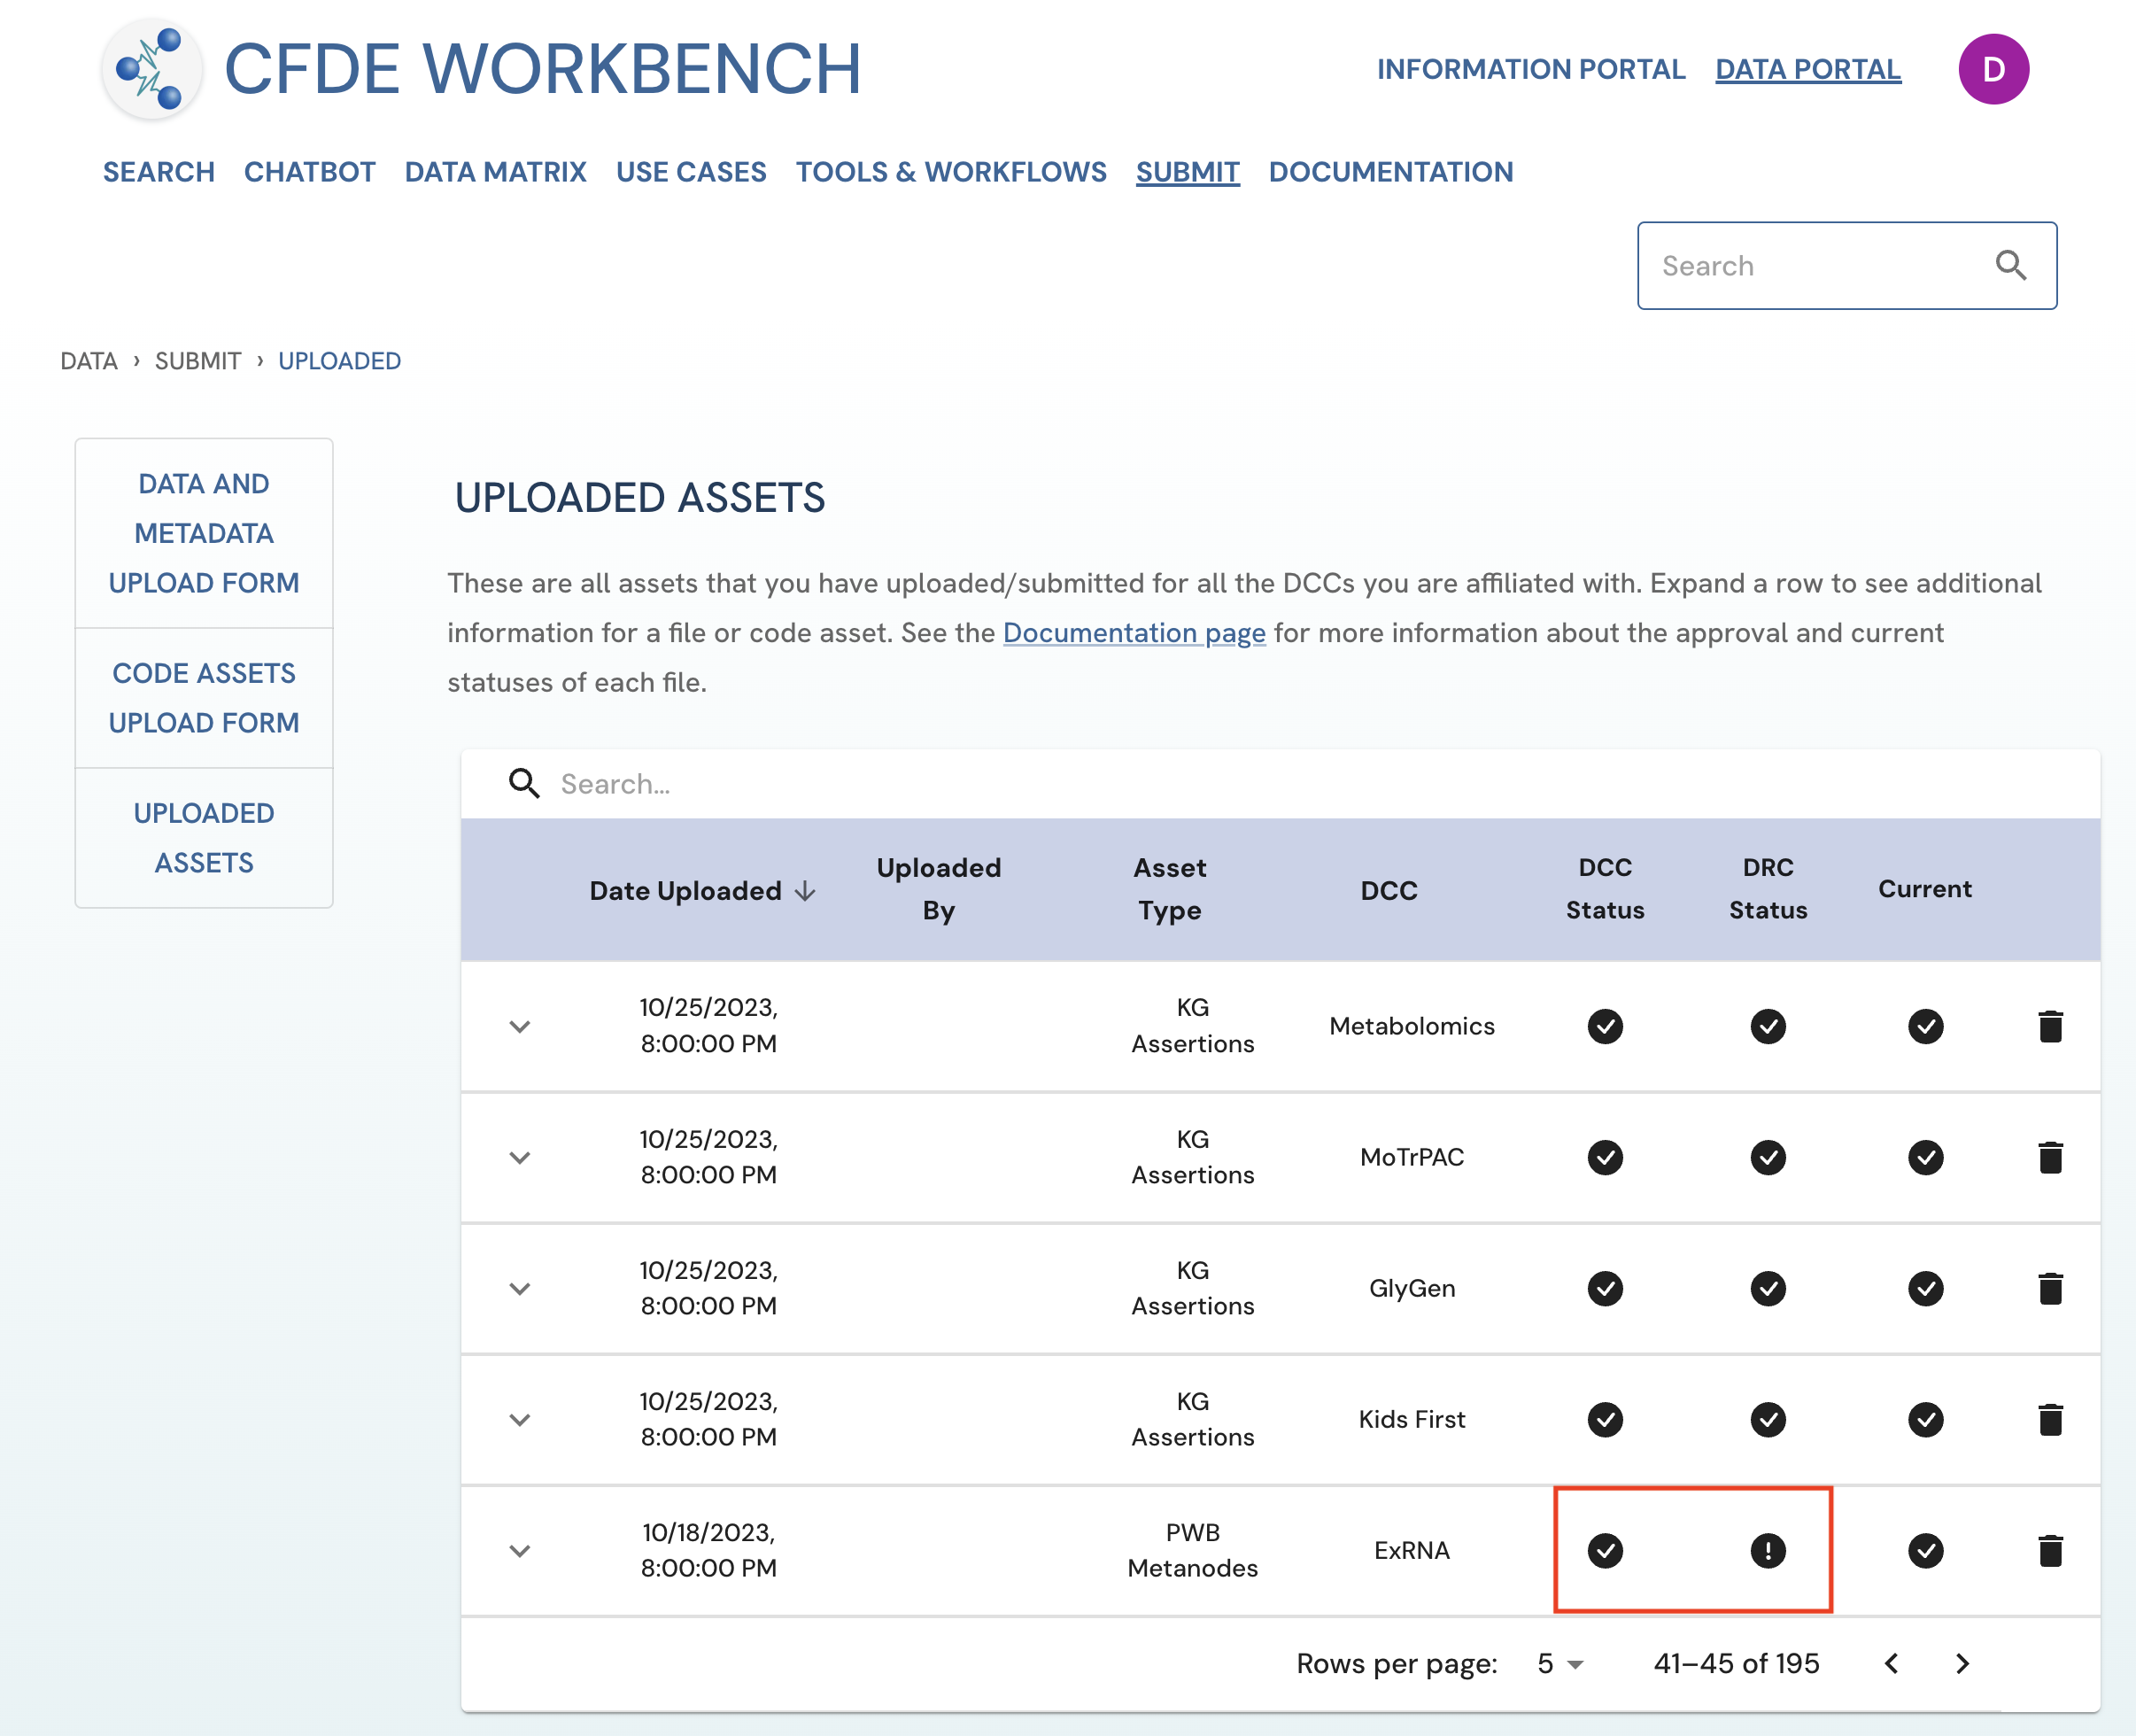 CFDE WORKBENCH
INFORMATION PORTAL DATA PORTAL D
SEARCH CHATBOT DATA MATRIX USE CASES TOOLS & WORKFLOWS SUBMIT DOCUMENTATION
Search
DATA › SUBMIT › UPLOADED
DATA AND
METADATA
UPLOAD FORM
CODE ASSETS
UPLOAD FORM
UPLOADED
ASSETS
UPLOADED ASSETS
These are all assets that you have uploaded/submitted for all the DCCs you are affiliated with. Expand a row to see additional
information for a file or code asset. See the Documentation page for more information about the approval and current
statuses of each file.
Search...
Date Uploaded
Uploaded
By
Asset
Type
DCC
DCC
Status
DRC
Status
Current
10/25/2023,
8:00:00 PM
KG
Assertions
Metabolomics
10/25/2023,
8:00:00 PM
KG
Assertions
MoTrPAC
10/25/2023,
8:00:00 PM
KG
Assertions
GlyGen
10/25/2023,
8:00:00 PM
KG
Assertions
Kids First
10/18/2023,
8:00:00 PM
PWB
Metanodes
ExRNA
Rows per page: 5 41–45 of 195